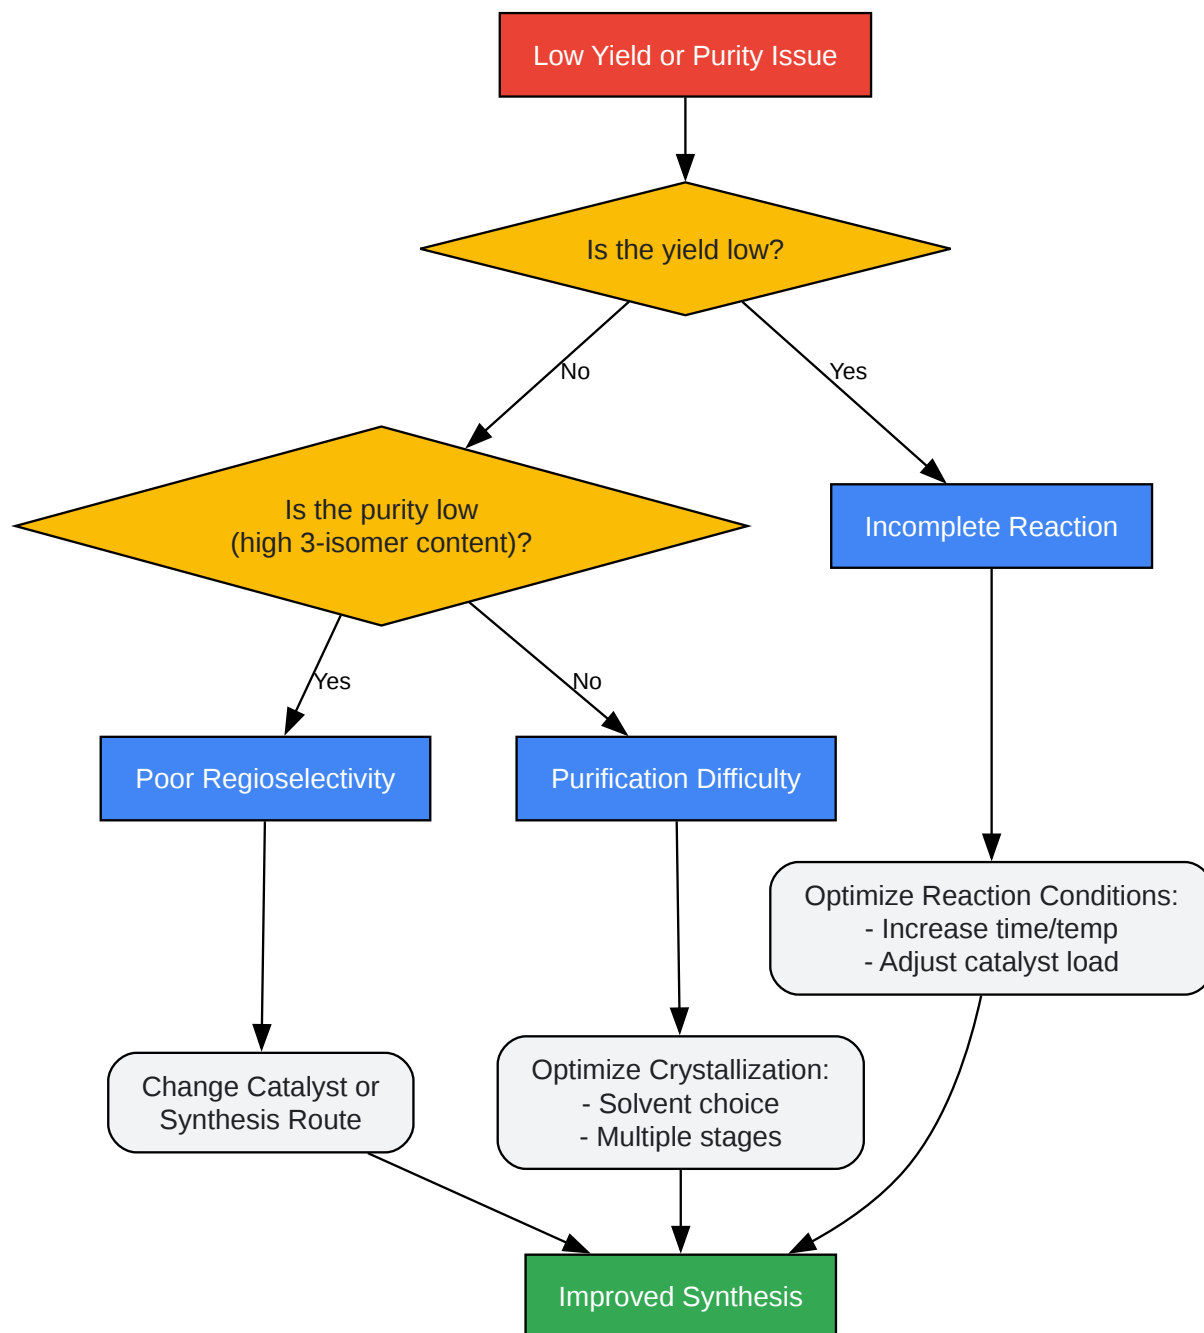 Low Yield or Purity Issue
Is the yield low?
No
Yes
Is the purity low
(high 3-isomer content)?
Incomplete Reaction
Yes
No
Poor Regioselectivity
Purification Difficulty
Optimize Reaction Conditions:
- Increase time/temp
- Adjust catalyst load
Change Catalyst or
Synthesis Route
Optimize Crystallization:
- Solvent choice
- Multiple stages
Improved Synthesis